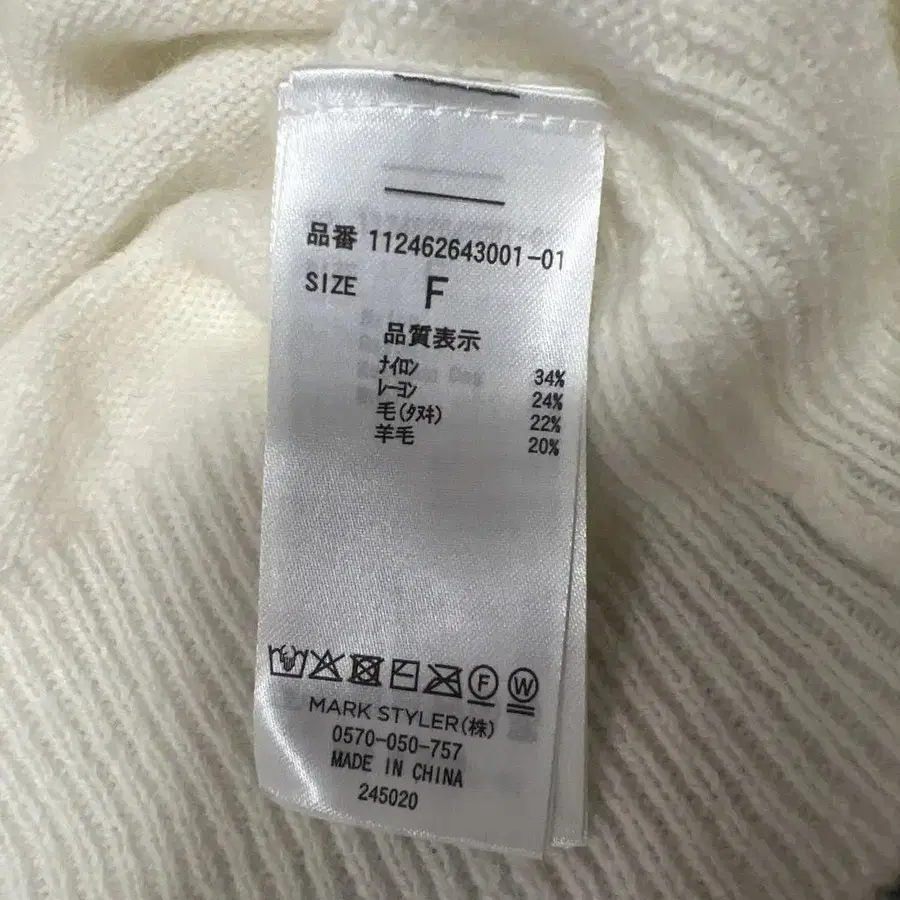 品番 112462643001-01
SIZE F
品質表示
ﾅｲﾛﾝ 34%
ﾚｰﾖﾝ 24%
毛(ﾀﾇｷ) 22%
羊毛 20%
F W
MARK STYLER(株)
0570-050-757
MADE IN CHINA
245020